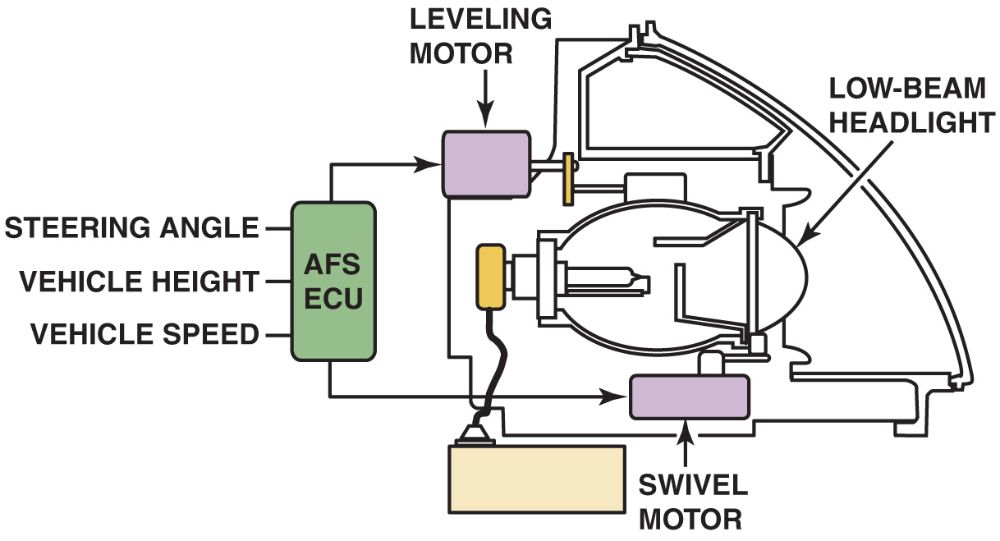 LEVELING
MOTOR
LOW-BEAM
HEADLIGHT
STEERING ANGLE
VEHICLE HEIGHT
VEHICLE SPEED
AFS
ECU
SWIVEL
MOTOR